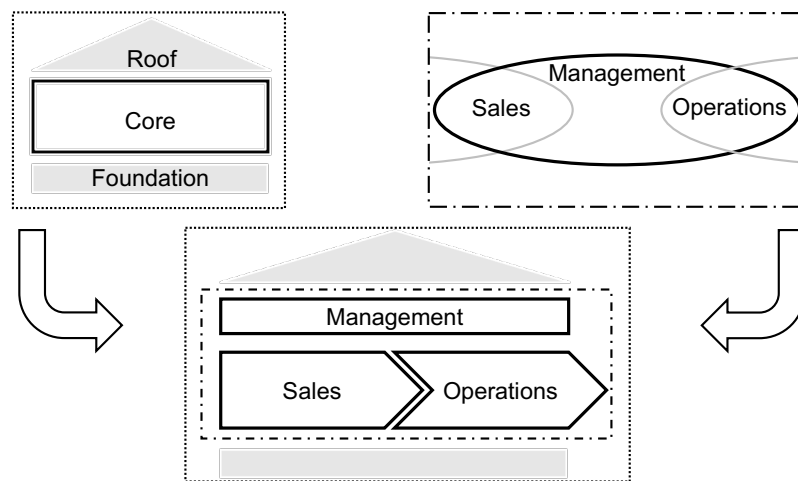 Roof
Core
Foundation
Management
Sales
Operations
Management
Sales
Operations